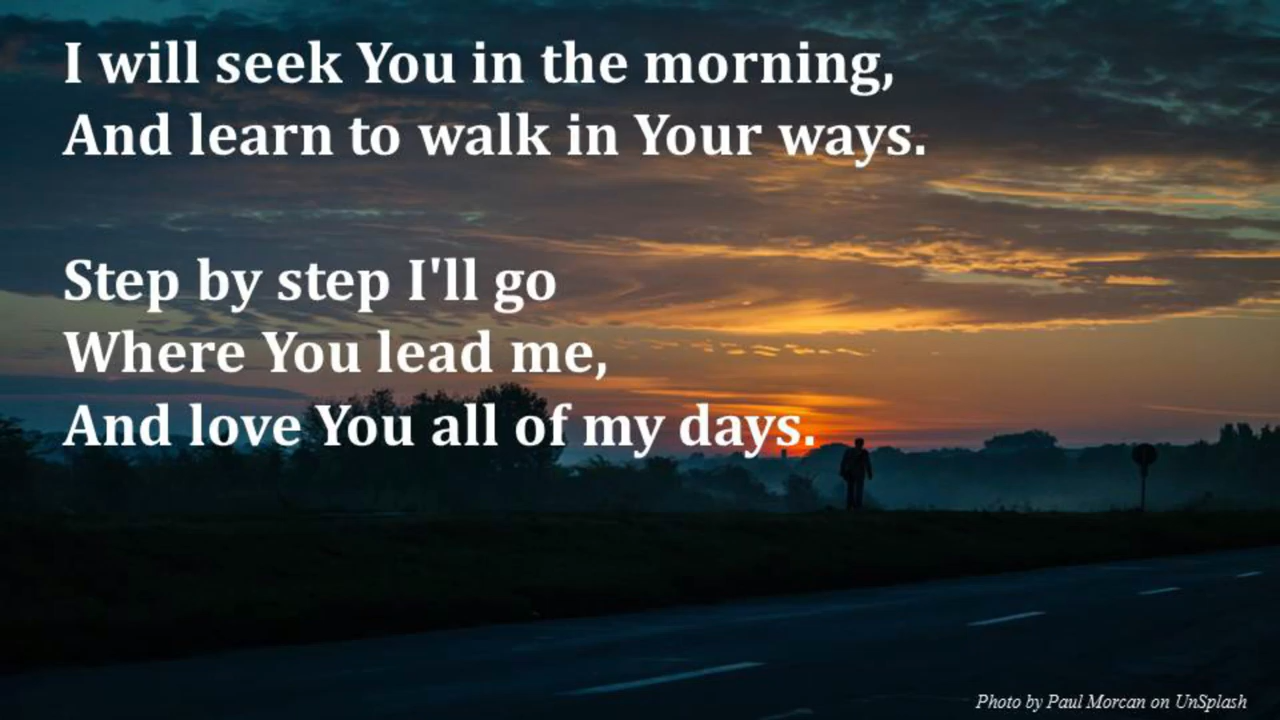 I will seek You in the morning,
And learn to walk in Your ways.
Step by step I'll go
Where You lead me,
And love You all of my days.
Photo by Paul Morcan on UnSplash